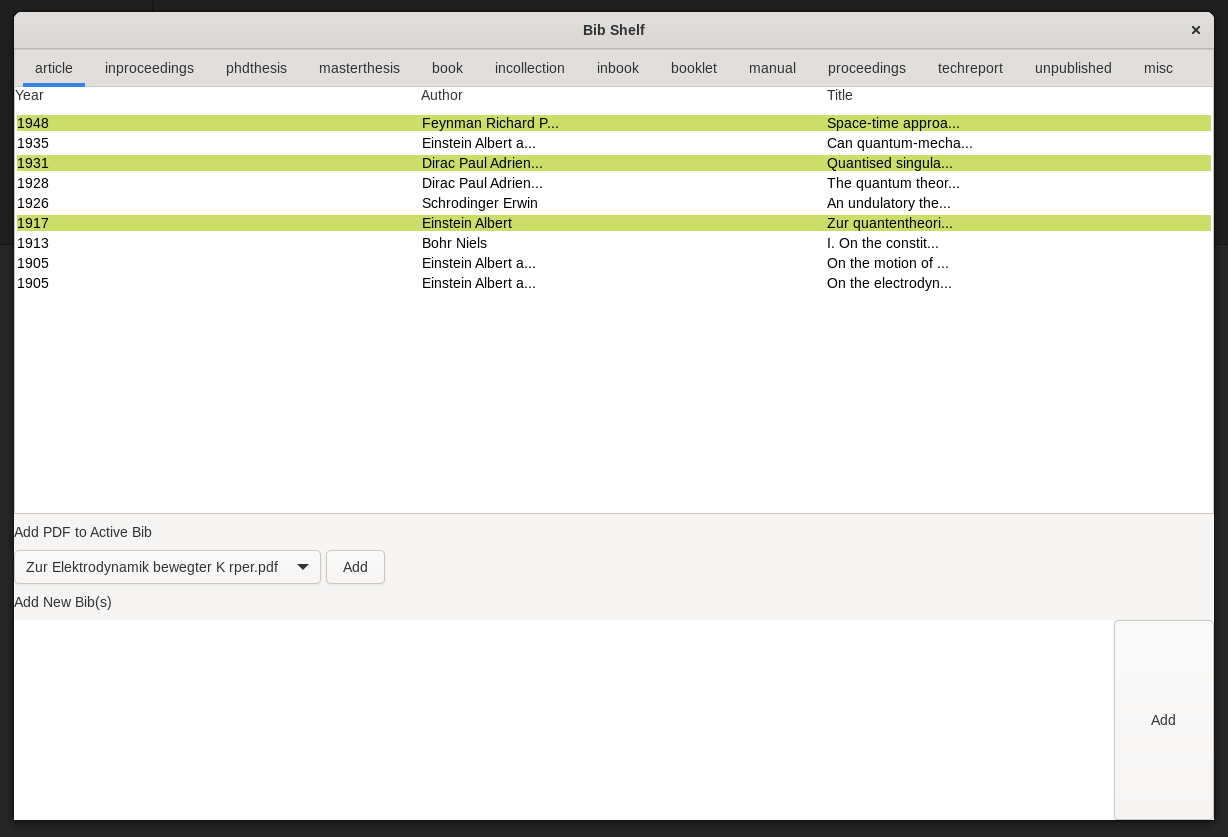 Bib Shelf
article inproceedings phdthesis masterthesis book incollection inbook booklet manual proceedings techreport unpublished misc
Year Author Title
1948 Feynman Richard P... Space-time approa...
1935 Einstein Albert a... Can quantum-mecha...
1931 Dirac Paul Adrien... Quantised singula...
1928 Dirac Paul Adrien... The quantum theor...
1926 Schrodinger Erwin An undulatory the...
1917 Einstein Albert Zur quantentheori...
1913 Bohr Niels I. On the constit...
1905 Einstein Albert a... On the motion of ...
1905 Einstein Albert a... On the electrodyn...
Add PDF to Active Bib
Zur Elektrodynamik bewegter K rper.pdf Add
Add New Bib(s)
Add